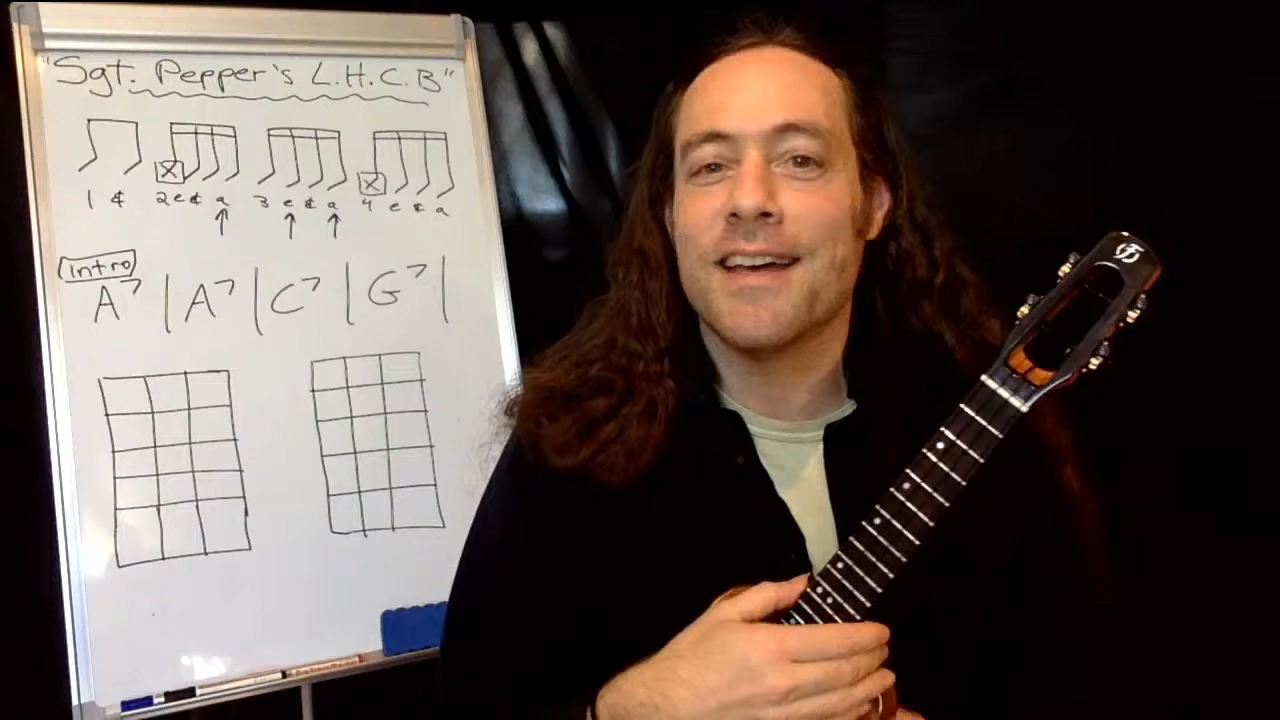 "Sgt. Pepper's L.H.C.B"
X X
1 & 2 e & a 3 e & a 4 e & a
Intro
A7 | A7 | C7 | G7 |